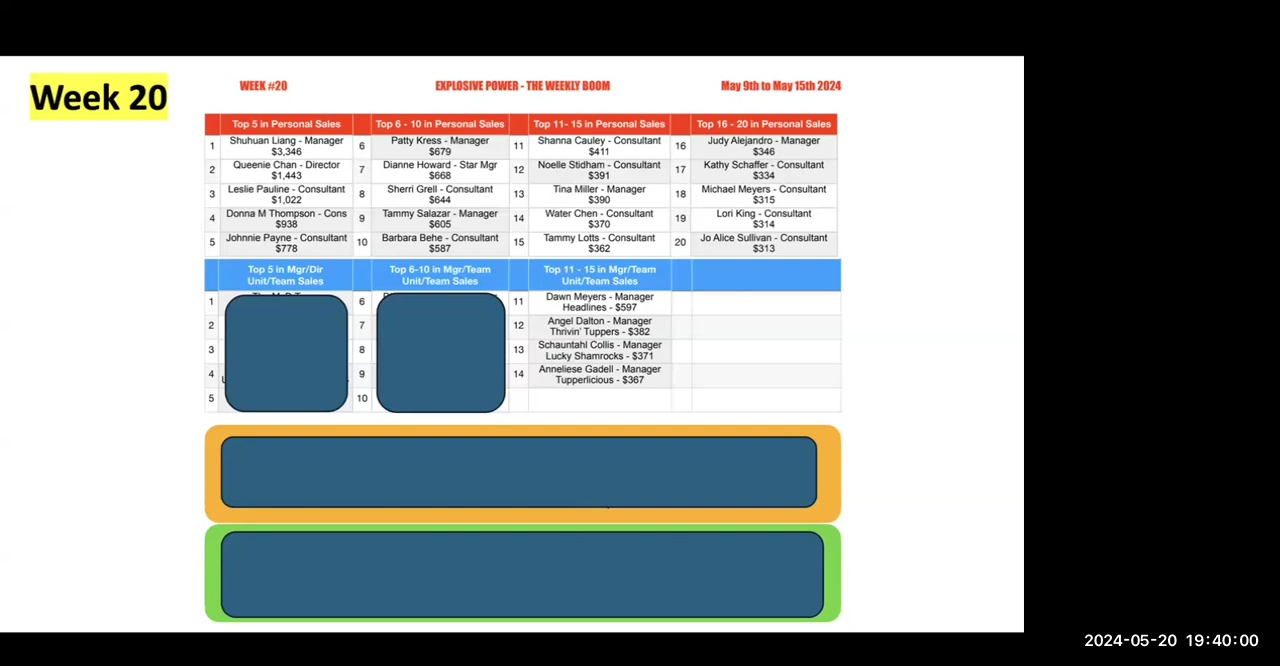 Week 20
WEEK #20 EXPLOSIVE POWER - THE WEEKLY BOOM May 9th to May 15th 2024
Top 5 in Personal Sales Top 6 - 10 in Personal Sales Top 11- 15 in Personal Sales Top 16 - 20 in Personal Sales
1 Shuhuan Liang - Manager 6 Patty Kress - Manager 11 Shanna Cauley - Consultant 16 Judy Alejandro - Manager
$3,346 $679 $411 $346
2 Queenie Chan - Director 7 Dianne Howard - Star Mgr 12 Noelle Stidham - Consultant 17 Kathy Schaffer - Consultant
$1,443 $668 $391 $334
3 Leslie Pauline - Consultant 8 Sherri Grell - Consultant 13 Tina Miller - Manager 18 Michael Meyers - Consultant
$1,022 $644 $390 $315
4 Donna M Thompson - Cons 9 Tammy Salazar - Manager 14 Water Chen - Consultant 19 Lori King - Consultant
$938 $605 $370 $314
5 Johnnie Payne - Consultant 10 Barbara Behe - Consultant 15 Tammy Lotts - Consultant 20 Jo Alice Sullivan - Consultant
$778 $587 $362 $313
Top 5 in Mgr/Dir Top 6-10 in Mgr/Team Top 11 - 15 in Mgr/Team
Unit/Team Sales Unit/Team Sales Unit/Team Sales
1 6 11 Dawn Meyers - Manager
Headlines - $597
2 7 12 Angel Dalton - Manager
Thrivin' Tuppers - $382
3 8 13 Schauntahl Collis - Manager
Lucky Shamrocks - $371
4 9 14 Anneliese Gadell - Manager
Tupperlicious - $367
5 10
2024-05-20 19:40:00